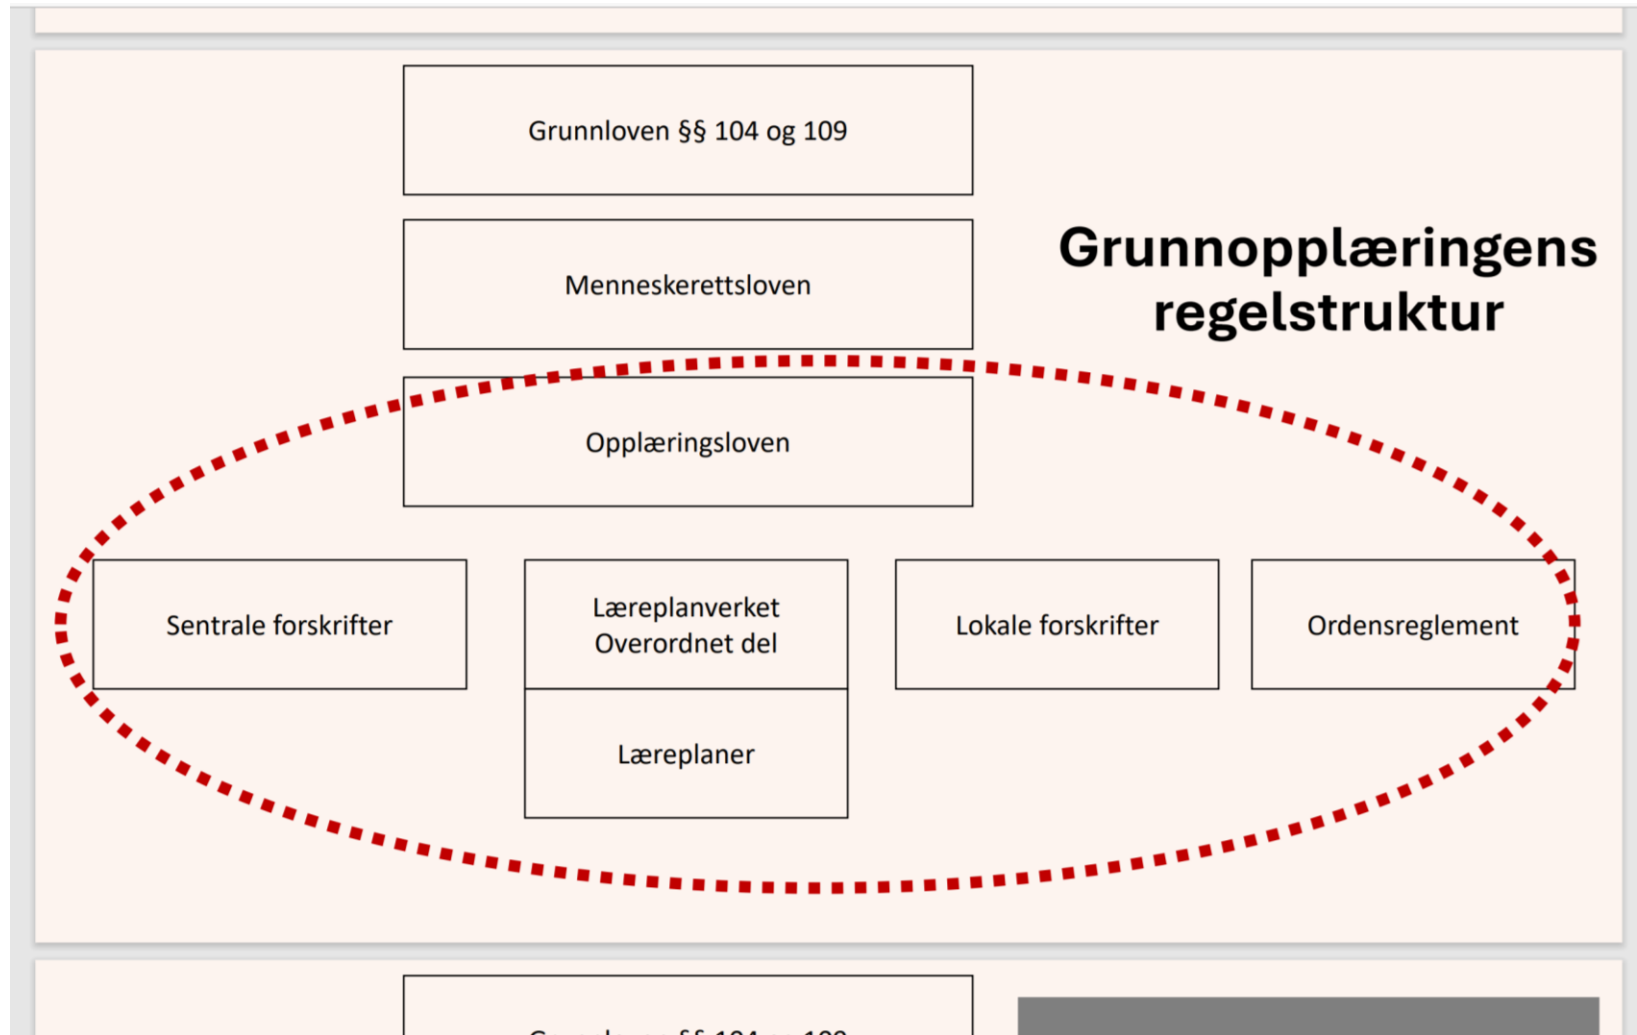 Grunnloven §§ 104 og 109
Menneskerettsloven
Grunnopplæringens
regelstruktur
Opplæringsloven
Sentrale forskrifter
Læreplanverket
Overordnet del
Lokale forskrifter
Ordensreglement
Læreplaner